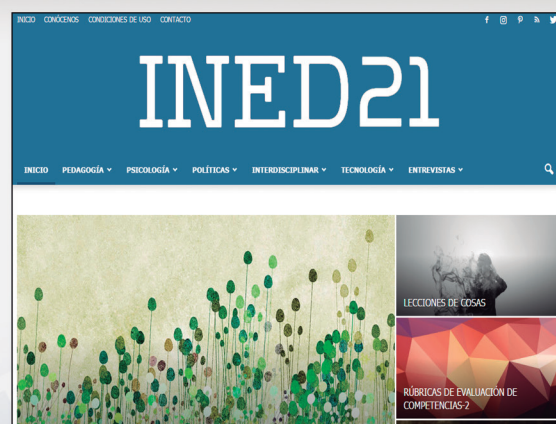 INICIO CONÓCENOS CONDICIONES DE USO CONTACTO
INED21
INICIO PEDAGOGÍA PSICOLOGÍA POLÍTICAS INTERDISCIPLINAR TECNOLOGÍA ENTREVISTAS
LECCIONES DE COSAS
RÚBRICAS DE EVALUACIÓN DE
COMPETENCIAS-2